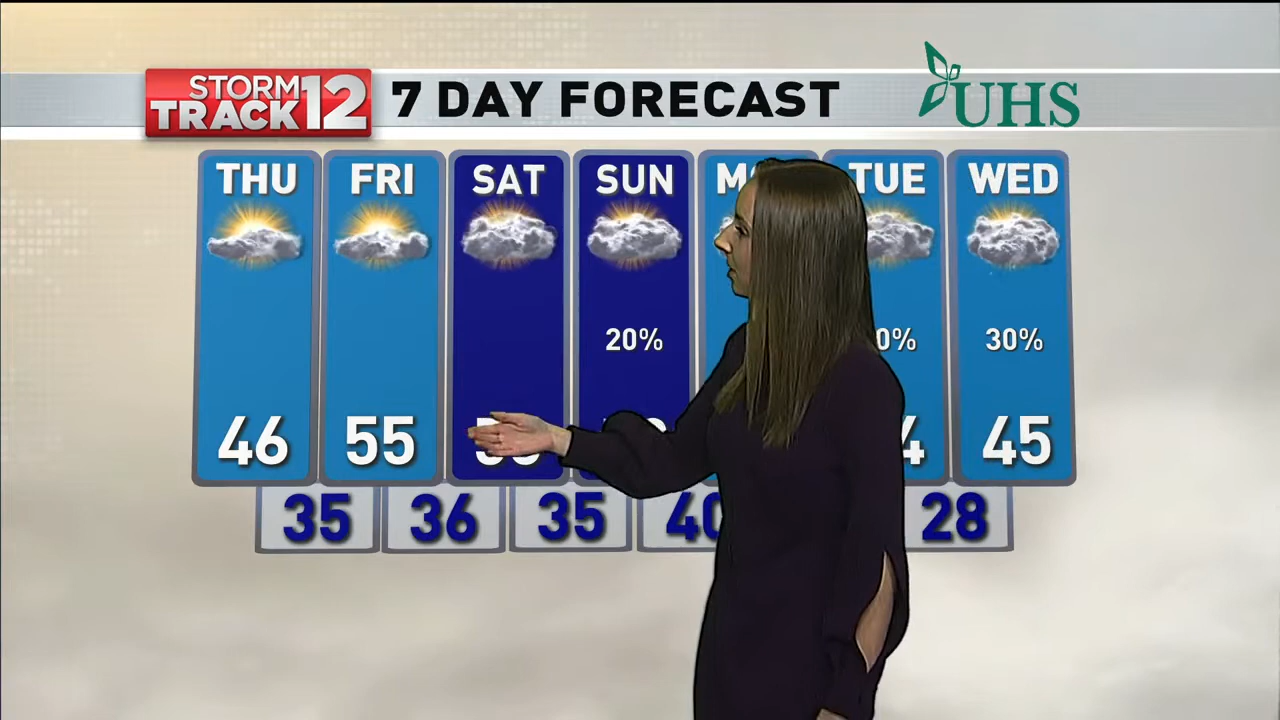 STORM
TRACK 12
7 DAY FORECAST
UHS
THU FRI SAT SUN TUE WED
20% 30%
46 55 45
35 36 35 28